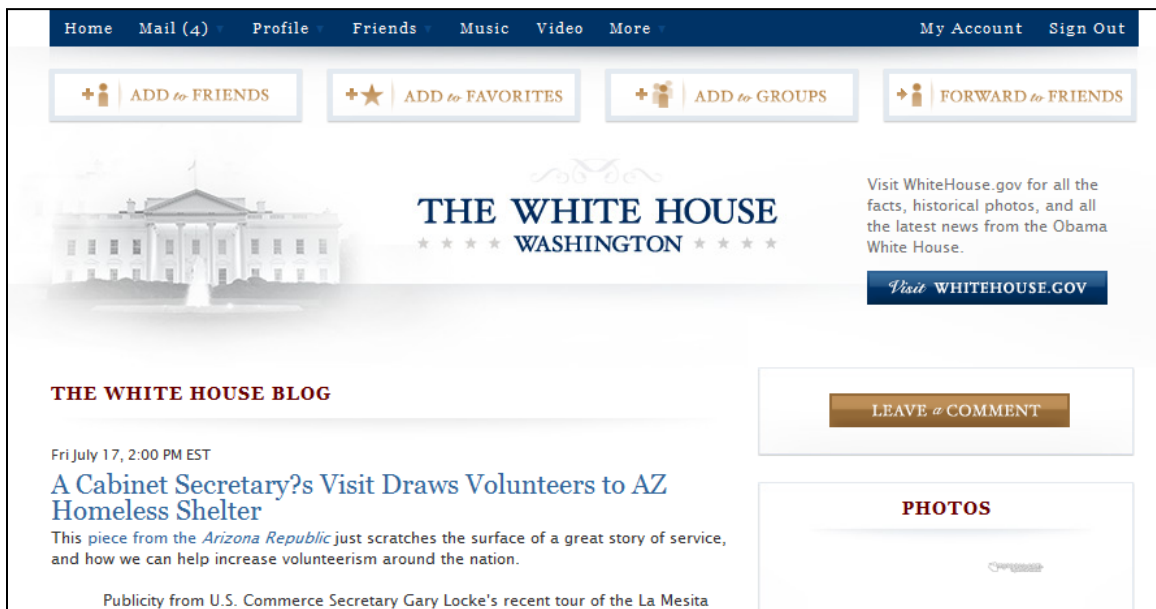 Home Mail (4) Profile Friends Music Video More My Account Sign Out
ADD to FRIENDS ADD to FAVORITES ADD to GROUPS FORWARD to FRIENDS
THE WHITE HOUSE
WASHINGTON
Visit WhiteHouse.gov for all the
facts, historical photos, and all
the latest news from the Obama
White House.
Visit WHITEHOUSE.GOV
THE WHITE HOUSE BLOG
LEAVE a COMMENT
Fri July 17, 2:00 PM EST
A Cabinet Secretary?s Visit Draws Volunteers to AZ
Homeless Shelter
This piece from the Arizona Republic just scratches the surface of a great story of service,
and how we can help increase volunteerism around the nation.
Publicity from U.S. Commerce Secretary Gary Locke's recent tour of the La Mesita
PHOTOS